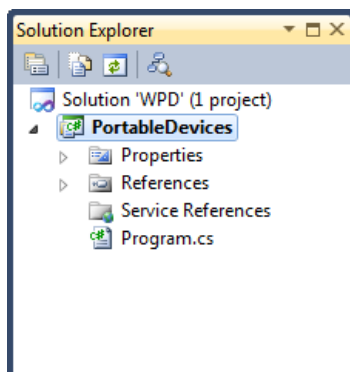 Solution Explorer
Solution 'WPD' (1 project)
PortableDevices
Properties
References
Service References
Program.cs